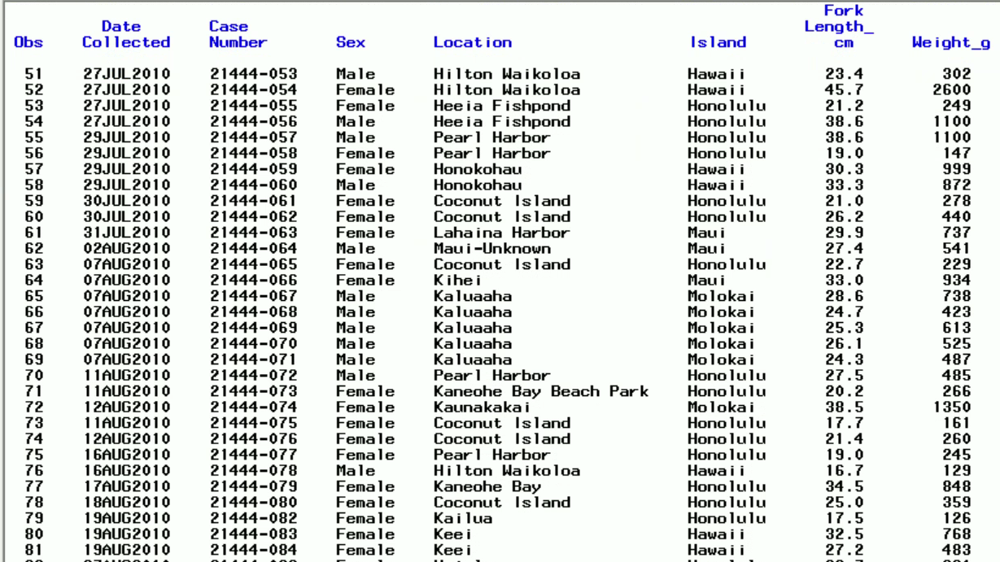 Fork
Date Case Length_
Obs Collected Number Sex Location Island cm Weight_g
51 27JUL2010 21444-053 Male Hilton Waikoloa Hawaii 23.4 302
52 27JUL2010 21444-054 Female Hilton Waikoloa Hawaii 45.7 2600
53 27JUL2010 21444-055 Female Heeia Fishpond Honolulu 21.2 249
54 27JUL2010 21444-056 Male Heeia Fishpond Honolulu 38.6 1100
55 29JUL2010 21444-057 Male Pearl Harbor Honolulu 38.6 1100
56 29JUL2010 21444-058 Female Pearl Harbor Honolulu 19.0 147
57 29JUL2010 21444-059 Female Honokohau Hawaii 30.3 999
58 29JUL2010 21444-060 Male Honokohau Hawaii 33.3 872
59 30JUL2010 21444-061 Female Coconut Island Honolulu 21.0 278
60 30JUL2010 21444-062 Female Coconut Island Honolulu 26.2 440
61 31JUL2010 21444-063 Female Lahaina Harbor Maui 29.9 737
62 02AUG2010 21444-064 Male Maui-Unknown Maui 27.4 541
63 07AUG2010 21444-065 Female Coconut Island Honolulu 22.7 229
64 07AUG2010 21444-066 Female Kihei Maui 33.0 934
65 07AUG2010 21444-067 Male Kaluaaha Molokai 28.6 738
66 07AUG2010 21444-068 Male Kaluaaha Molokai 24.7 423
67 07AUG2010 21444-069 Male Kaluaaha Molokai 25.3 613
68 07AUG2010 21444-070 Male Kaluaaha Molokai 26.1 525
69 07AUG2010 21444-071 Male Kaluaaha Molokai 24.3 487
70 11AUG2010 21444-072 Male Pearl Harbor Honolulu 27.5 485
71 11AUG2010 21444-073 Female Kaneohe Bay Beach Park Honolulu 20.2 266
72 12AUG2010 21444-074 Female Kaunakakai Molokai 38.5 1350
73 11AUG2010 21444-075 Female Coconut Island Honolulu 17.7 161
74 12AUG2010 21444-076 Female Coconut Island Honolulu 21.4 260
75 16AUG2010 21444-077 Female Pearl Harbor Honolulu 19.0 245
76 16AUG2010 21444-078 Male Hilton Waikoloa Hawaii 16.7 129
77 17AUG2010 21444-079 Female Kaneohe Bay Honolulu 34.5 848
78 18AUG2010 21444-080 Female Coconut Island Honolulu 25.0 359
79 19AUG2010 21444-082 Female Kailua Honolulu 17.5 126
80 19AUG2010 21444-083 Female Keei Hawaii 32.5 768
81 19AUG2010 21444-084 Female Keei Hawaii 27.2 483